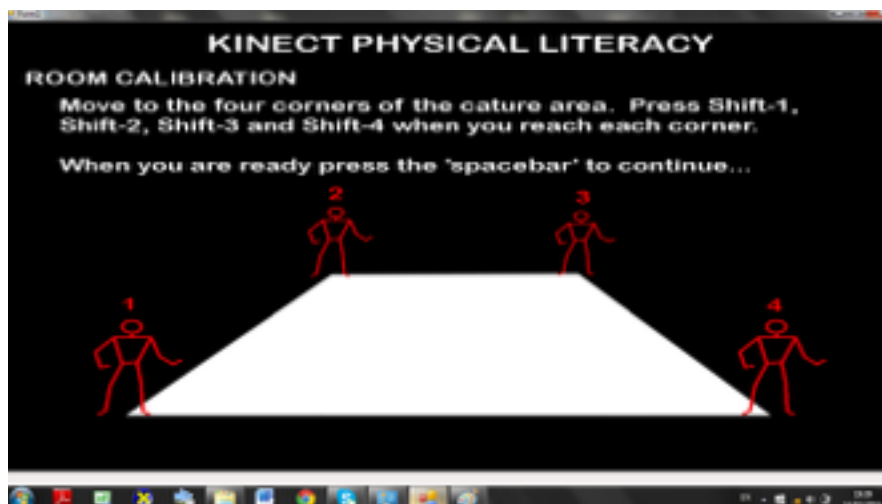 KINECT PHYSICAL LITERACY
ROOM CALIBRATION
Move to the four corners of the cature area. Press Shift-1,
Shift-2, Shift-3 and Shift-4 when you reach each corner.
When you are ready press the 'spacebar' to continue...
2
3
1
4